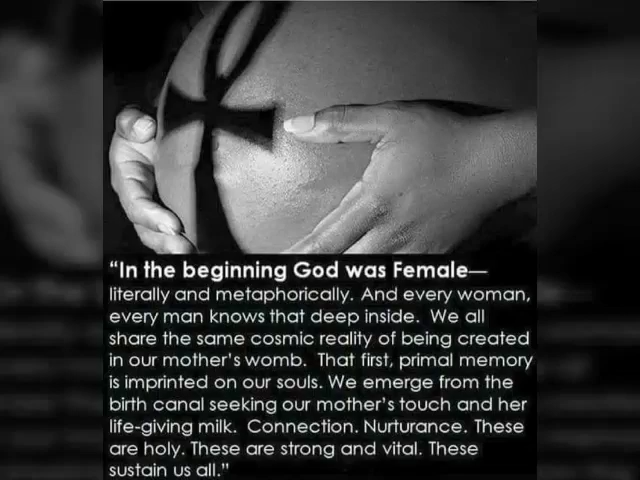 “In the beginning God was Female—
literally and metaphorically. And every woman,
every man knows that deep inside.  We all
share the same cosmic reality of being created
in our mother’s womb.  That first, primal memory
is imprinted on our souls. We emerge from the
birth canal seeking our mother’s touch and her
life-giving milk.  Connection. Nurturance. These
are holy. These are strong and vital. These
sustain us all.”